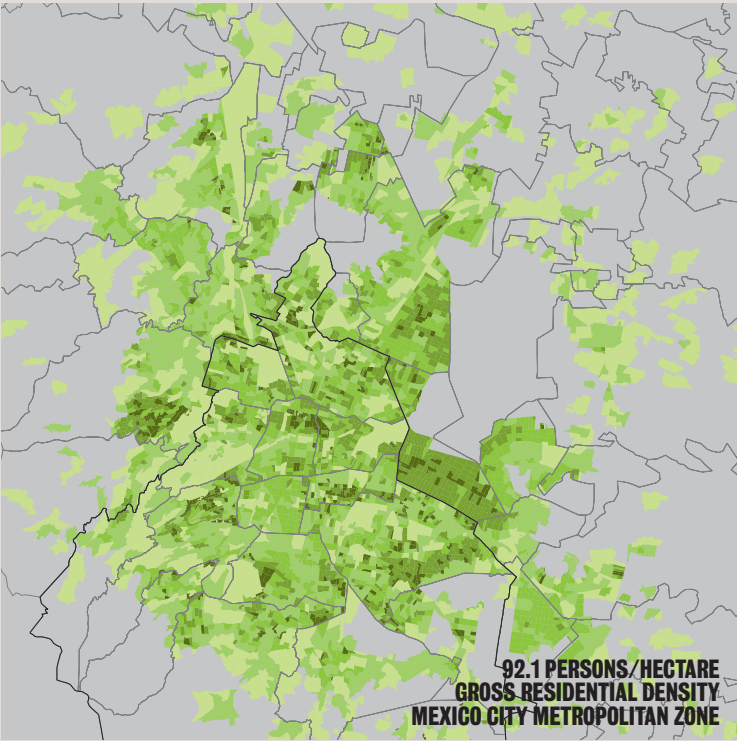 92.1 PERSONS/HECTARE
GROSS RESIDENTIAL DENSITY
MEXICO CITY METROPOLITAN ZONE